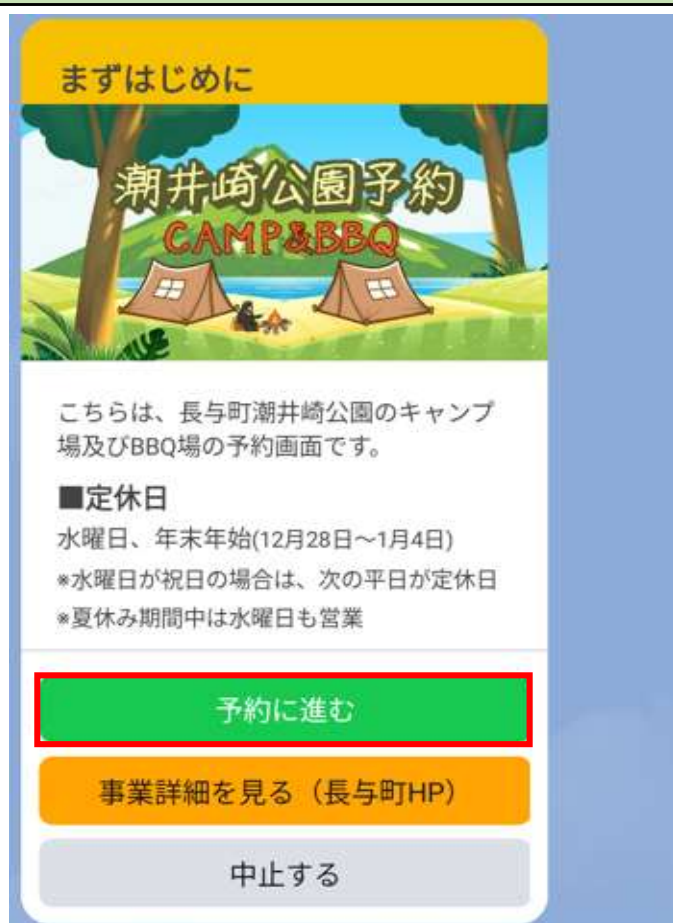 まずはじめに
潮井崎公園予約
CAMP&BBQ
こちらは、長与町潮井崎公園のキャンプ
場及びBBQ場の予約画面です。
■定休日
水曜日、年末年始(12月28日～1月4日)
*水曜日が祝日の場合は、次の平日が定休日
*夏休み期間中は水曜日も営業
予約に進む
事業詳細を見る（長与町HP）
中止する